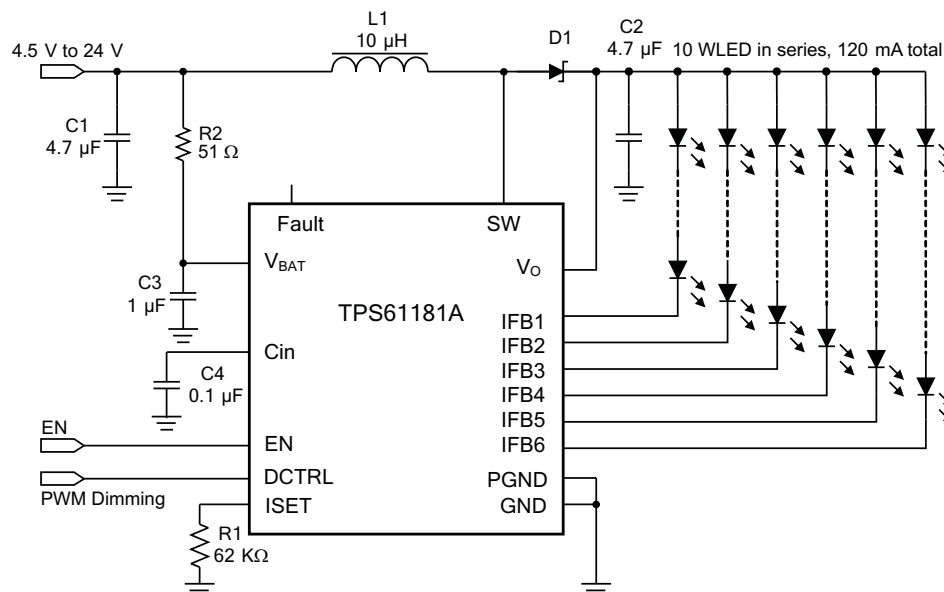 4.5 V to 24 V
L1
10 µH
D1
C2
4.7 µF
10 WLED in series, 120 mA total
C1
4.7 µF
R2
51 Ω
Fault
SW
VBAT
VO
C3
1 µF
TPS61181A
IFB1
IFB2
IFB3
IFB4
IFB5
IFB6
Cin
C4
0.1 µF
EN
EN
DCTRL
PWM Dimming
ISET
PGND
GND
R1
62 KΩ